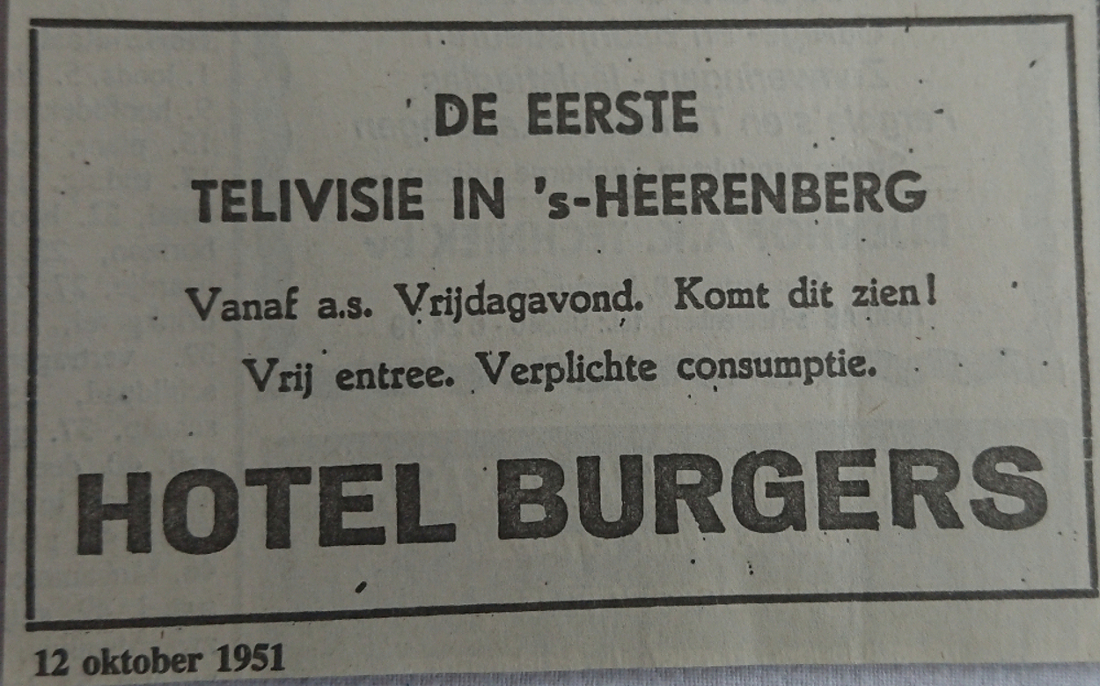 DE EERSTE
TELIVISIE IN 's-HEERENBERG
Vanaf a.s. Vrijdagavond. Komt dit zien!
Vrij entree. Verplichte consumptie.
HOTEL BURGERS
12 oktober 1951